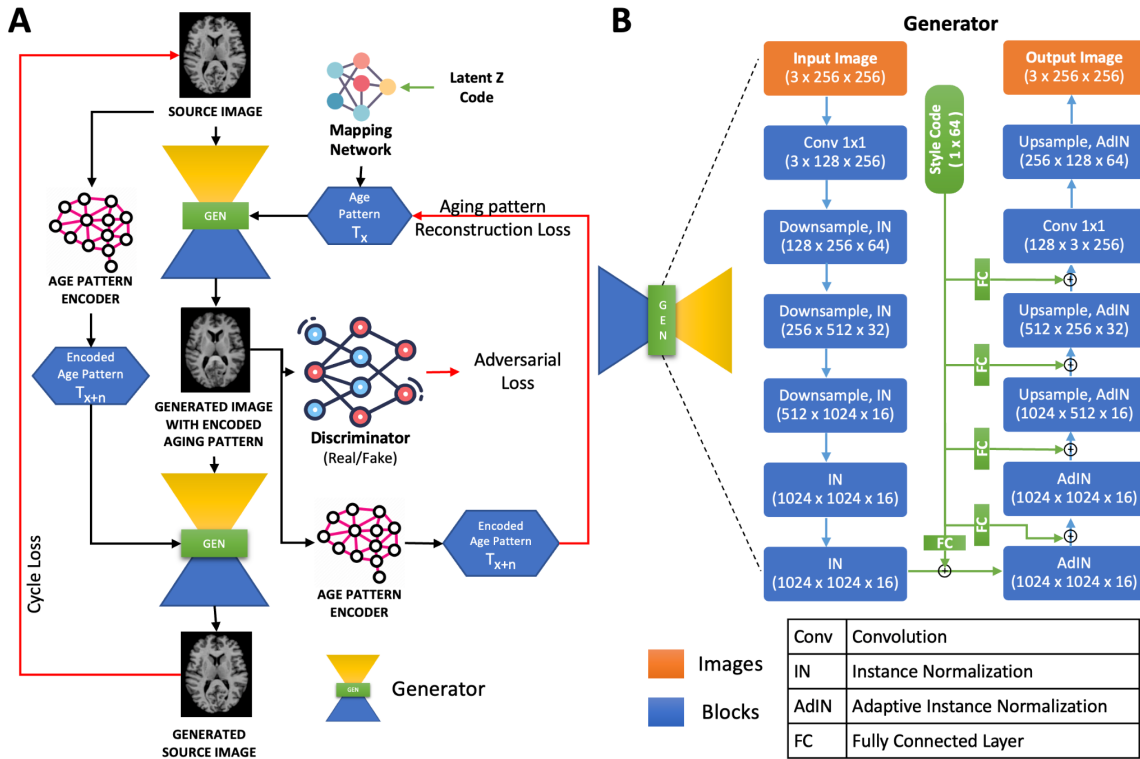 A
SOURCE IMAGE
Mapping
Network
Latent Z
Code
GEN
Age
Pattern
Tx
Aging pattern
Reconstruction Loss
AGE PATTERN
ENCODER
Encoded
Age Pattern
Tx+n
GENERATED IMAGE
WITH ENCODED
AGING PATTERN
Discriminator
(Real/Fake)
Adversarial
Loss
GEN
AGE PATTERN
ENCODER
Encoded
Age Pattern
Tx+n
Cycle Loss
GENERATED
SOURCE IMAGE
GEN
Generator
B
Generator
GEN
Input Image
(3 x 256 x 256)
Conv 1x1
(3 x 128 x 256)
Downsample, IN
(128 x 256 x 64)
Downsample, IN
(256 x 512 x 32)
Downsample, IN
(512 x 1024 x 16)
IN
(1024 x 1024 x 16)
IN
(1024 x 1024 x 16)
Style Code
( 1 x 64 )
FC
FC
FC
FC
FC
Output Image
(3 x 256 x 256)
Upsample, AdIN
(256 x 128 x 64)
Conv 1x1
(128 x 3 x 256)
Upsample, AdIN
(512 x 256 x 32)
Upsample, AdIN
(1024 x 512 x 16)
AdIN
(1024 x 1024 x 16)
AdIN
(1024 x 1024 x 16)
Images
Blocks
Conv Convolution
IN Instance Normalization
AdIN Adaptive Instance Normalization
FC Fully Connected Layer